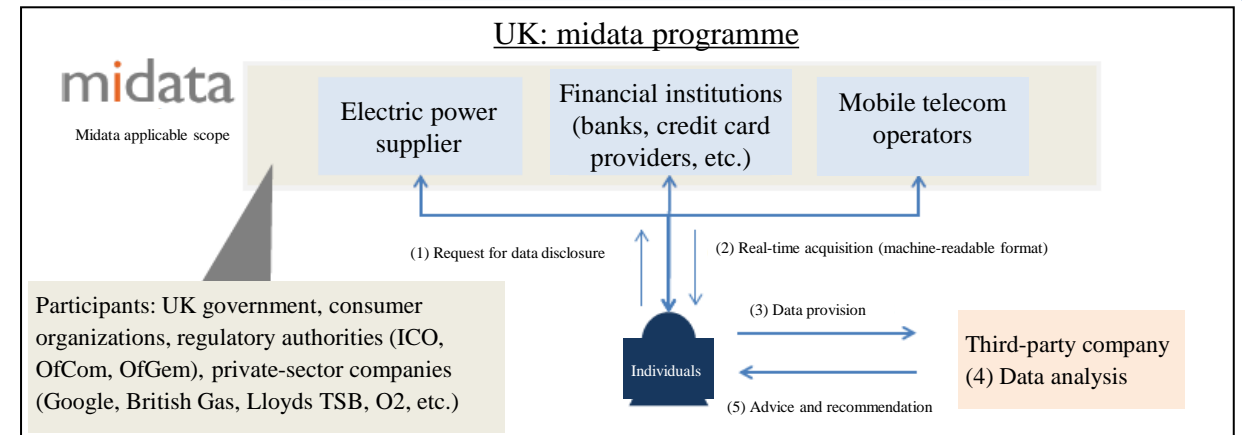 UK: midata programme
midata
Midata applicable scope
Electric power
supplier
Financial institutions
(banks, credit card
providers, etc.)
Mobile telecom
operators
(1) Request for data disclosure
(2) Real-time acquisition (machine-readable format)
Participants: UK government, consumer
organizations, regulatory authorities (ICO,
OfCom, OfGem), private-sector companies
(Google, British Gas, Lloyds TSB, O2, etc.)
(3) Data provision
Individuals
Third-party company
(4) Data analysis
(5) Advice and recommendation